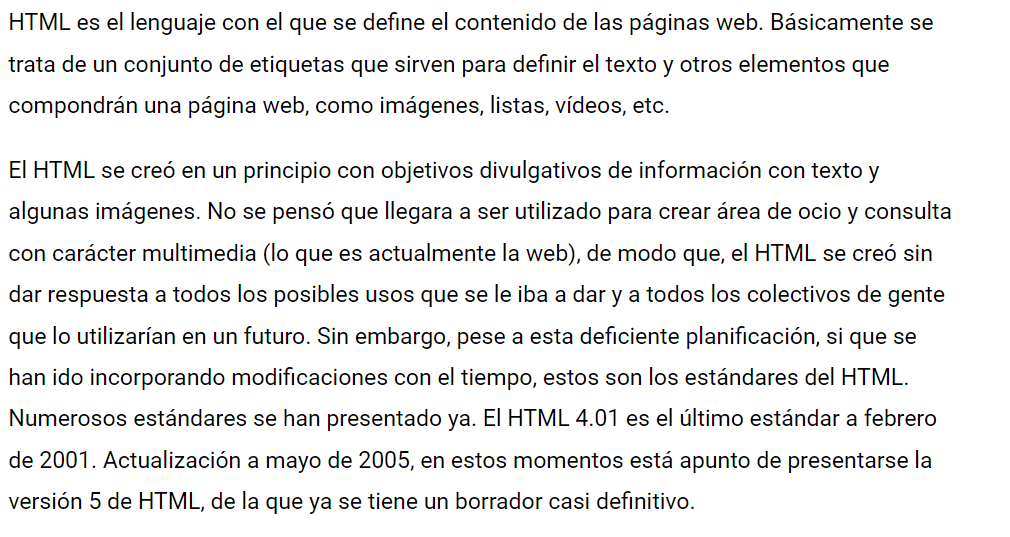 HTML es el lenguaje con el que se define el contenido de las páginas web. Básicamente se
trata de un conjunto de etiquetas que sirven para definir el texto y otros elementos que
compondrán una página web, como imágenes, listas, vídeos, etc.
El HTML se creó en un principio con objetivos divulgativos de información con texto y
algunas imágenes. No se pensó que llegara a ser utilizado para crear área de ocio y consulta
con carácter multimedia (lo que es actualmente la web), de modo que, el HTML se creó sin
dar respuesta a todos los posibles usos que se le iba a dar y a todos los colectivos de gente
que lo utilizarían en un futuro. Sin embargo, pese a esta deficiente planificación, si que se
han ido incorporando modificaciones con el tiempo, estos son los estándares del HTML.
Numerosos estándares se han presentado ya. El HTML 4.01 es el último estándar a febrero
de 2001. Actualización a mayo de 2005, en estos momentos está apunto de presentarse la
versión 5 de HTML, de la que ya se tiene un borrador casi definitivo.